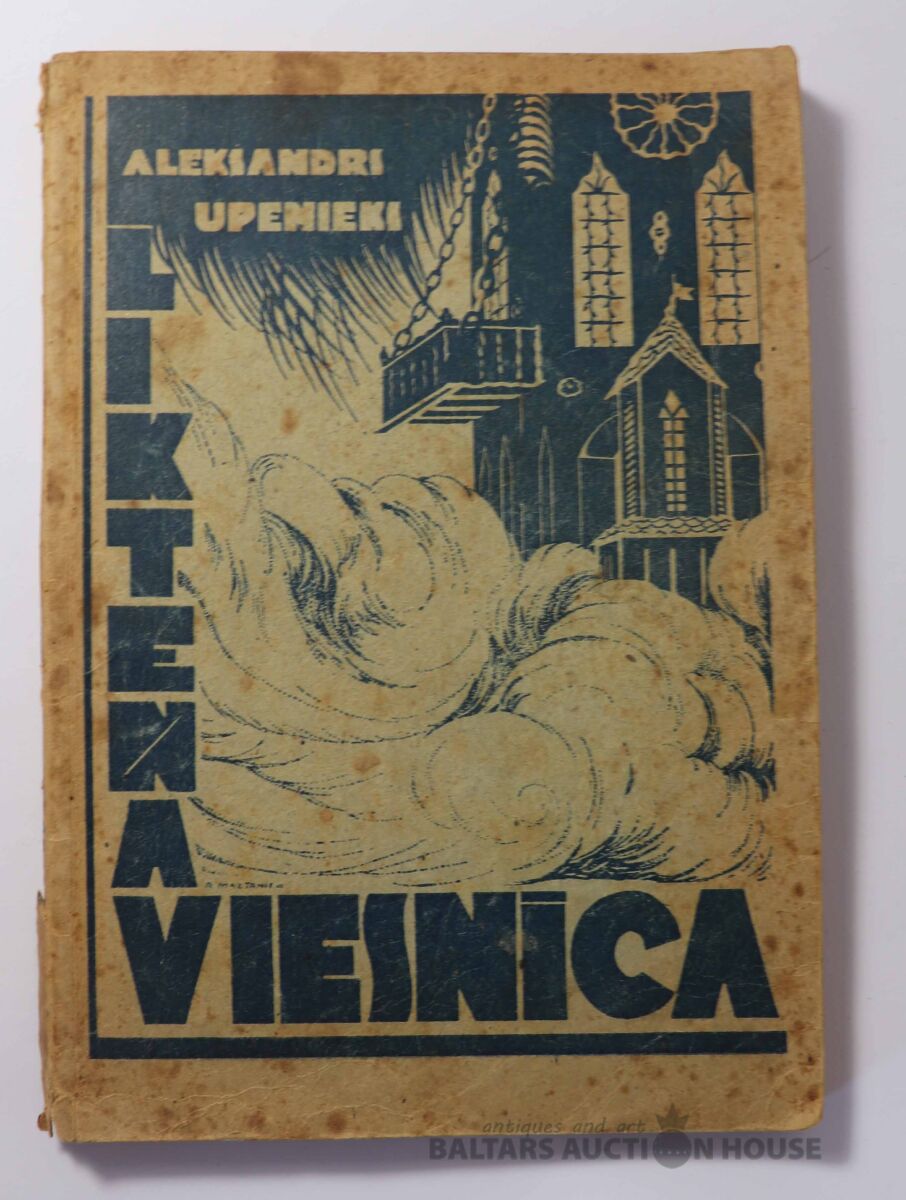 ALEKSANDRS
UPENIEKS
LIKTEŅA
VIESNĪCA
antiques and art
BALTARS AUCTION HOUSE